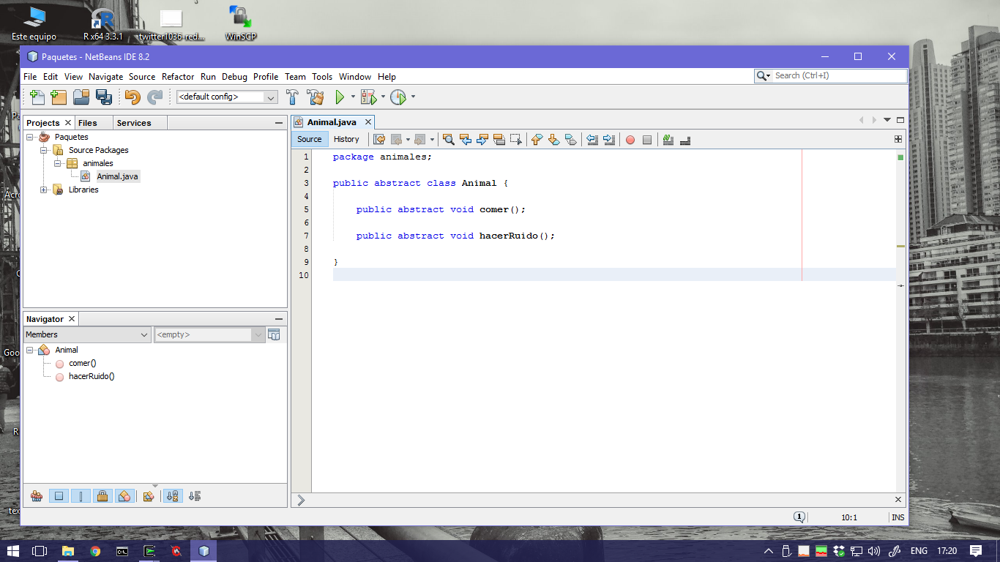 Este equipo
R x64 3.3.1
twitter1036-red...
WinSCP
Paquetes - NetBeans IDE 8.2
File Edit View Navigate Source Refactor Run Debug Profile Team Tools Window Help
Search (Ctrl+I)
<default config>
Projects Files Services
Paquetes
Source Packages
animales
Animal.java
Libraries
Animal.java
Source History
1 package animales;
2
3 public abstract class Animal {
4
5 public abstract void comer();
6
7 public abstract void hacerRuido();
8
9 }
10
Navigator
Members
<empty>
Animal
comer()
hacerRuido()
Acro
Goo
R
tex
1
10:1
INS
ENG
17:20